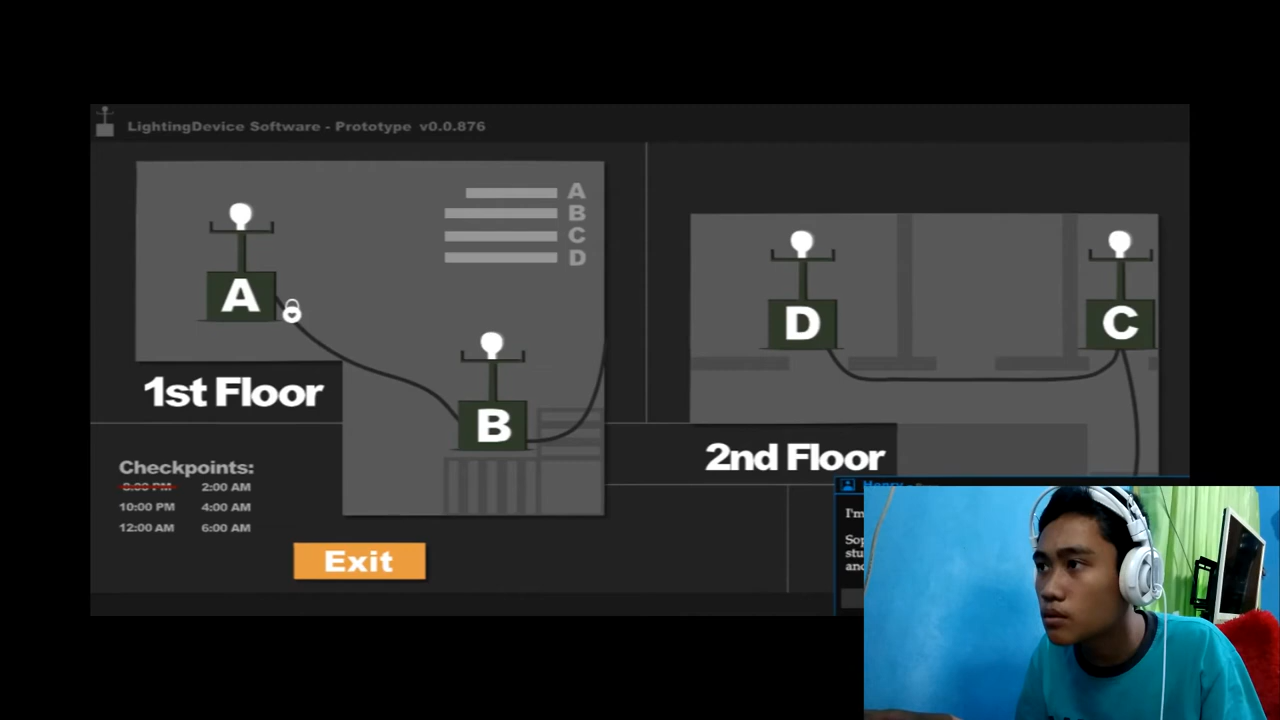 LightingDevice Software - Prototype v0.0.876
A
B
C
D
A
B
1st Floor
D
C
2nd Floor
Checkpoints:
8:00 PM 2:00 AM
10:00 PM 4:00 AM
12:00 AM 6:00 AM
Exit
Henry
I'm